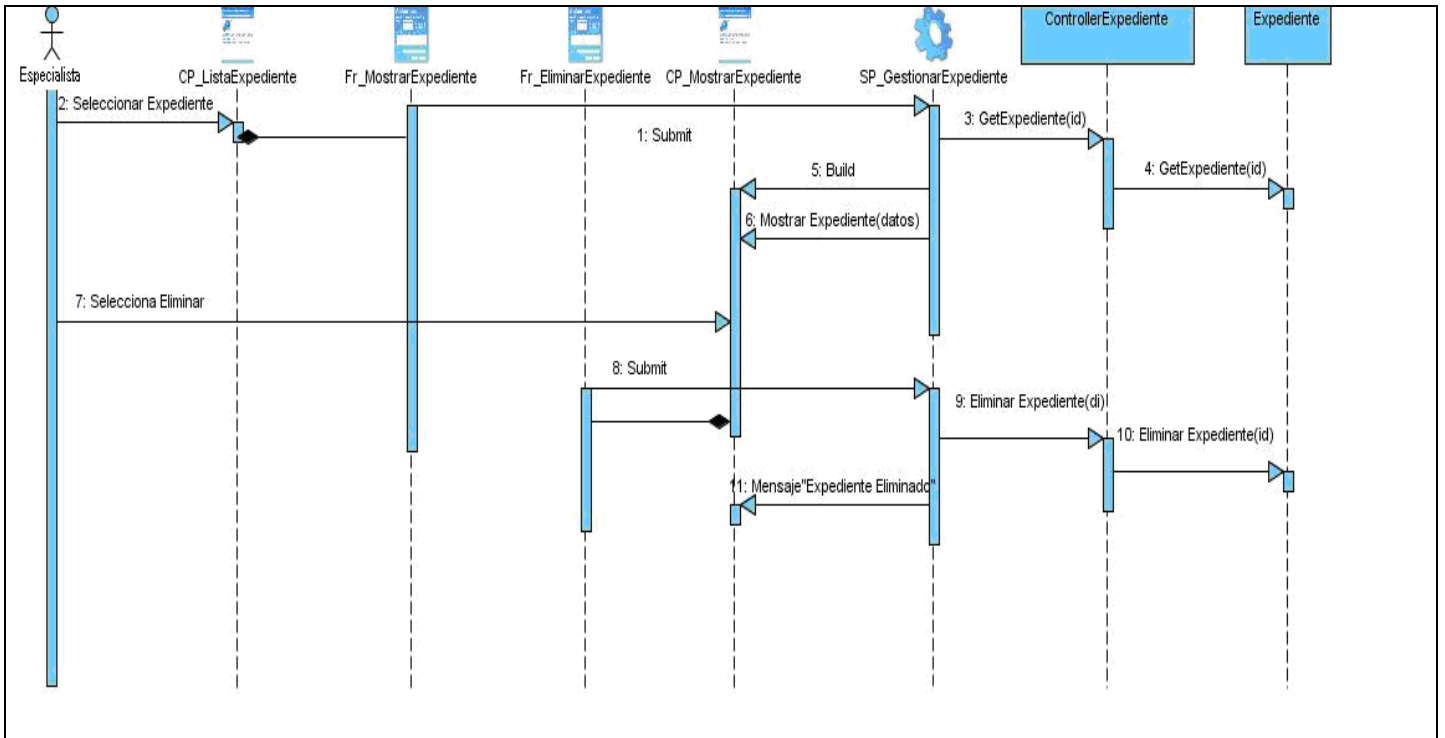 ControllerExpediente
Expediente
Especialista
CP_ListaExpediente
Fr_MostrarExpediente
Fr_EliminarExpediente
CP_MostrarExpediente
SP_GestionarExpediente
2: Seleccionar Expediente
1: Submit
3: GetExpediente(id)
4: GetExpediente(id)
5: Build
6: Mostrar Expediente(datos)
7: Selecciona Eliminar
8: Submit
9: Eliminar Expediente(di)
10: Eliminar Expediente(id)
11: Mensaje"Expediente Eliminado"